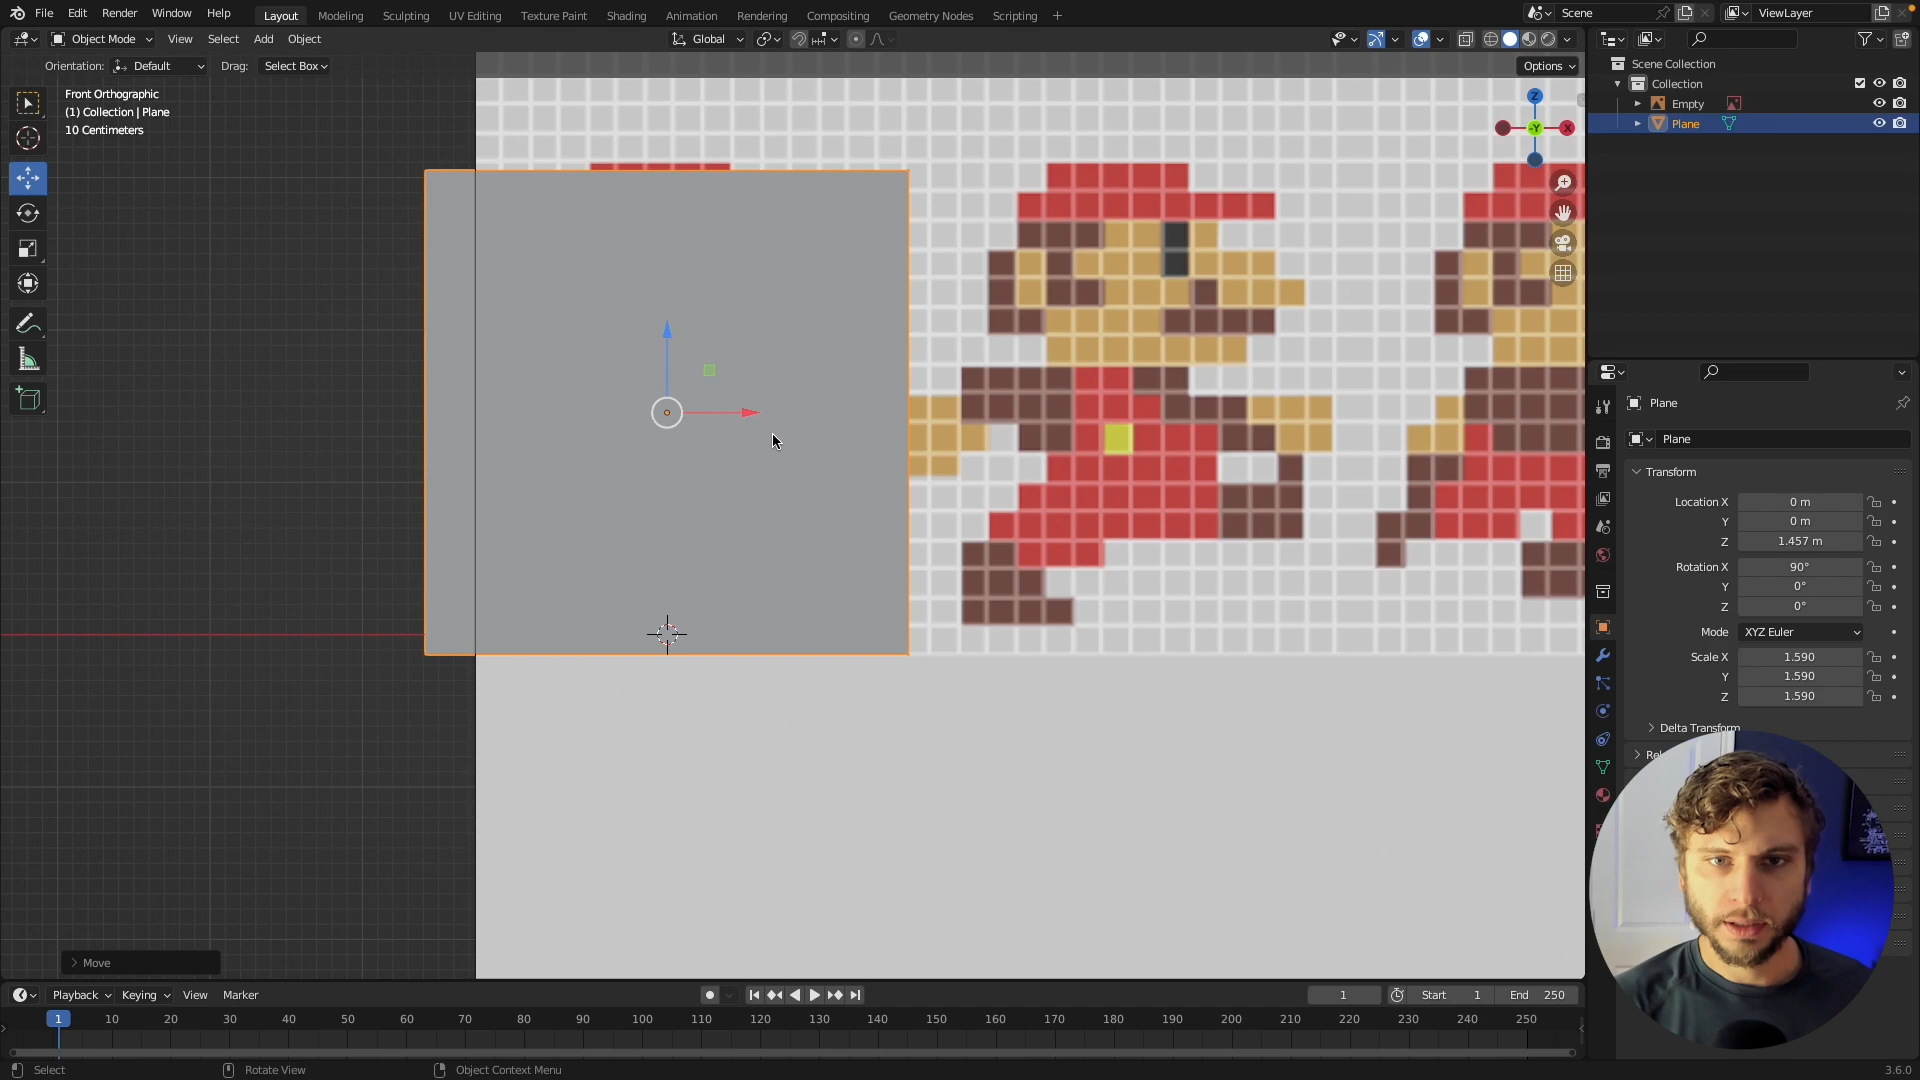 File Edit Render Window Help Layout Modeling Sculpting UV Editing Texture Paint Shading Animation Rendering Compositing Geometry Nodes Scripting + Scene ViewLayer
Object Mode View Select Add Object Global
Orientation: Default Drag: Select Box Options
Front Orthographic
(1) Collection | Plane
10 Centimeters
Z
-Y X
Scene Collection
Collection
Empty
Plane
Plane
Plane
Transform
Location X 0 m
Y 0 m
Z 1.457 m
Rotation X 90°
Y 0°
Z 0°
Mode XYZ Euler
Scale X 1.590
Y 1.590
Z 1.590
Delta Transform
Move
Playback Keying View Marker 1 Start 1 End 250
1 10 20 30 40 50 60 70 80 90 100 110 120 130 140 150 160 170 180 190 200 210 220 230 240 250
Select Rotate View Object Context Menu 3.6.0